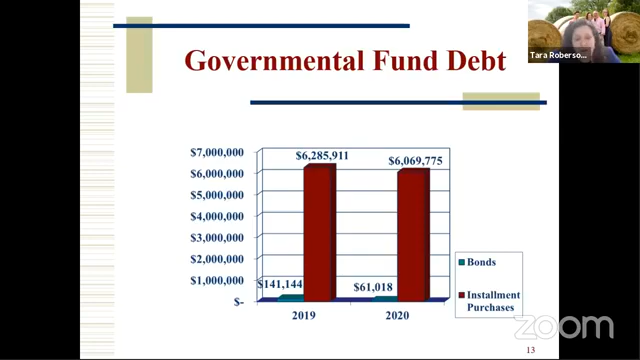 Tara Roberso...
Governmental Fund Debt
$7,000,000
$6,000,000
$5,000,000
$4,000,000
$3,000,000
$2,000,000
$1,000,000
$-
$6,285,911
$6,069,775
$141,144
$61,018
2019
2020
Bonds
Installment
Purchases
zoom
13